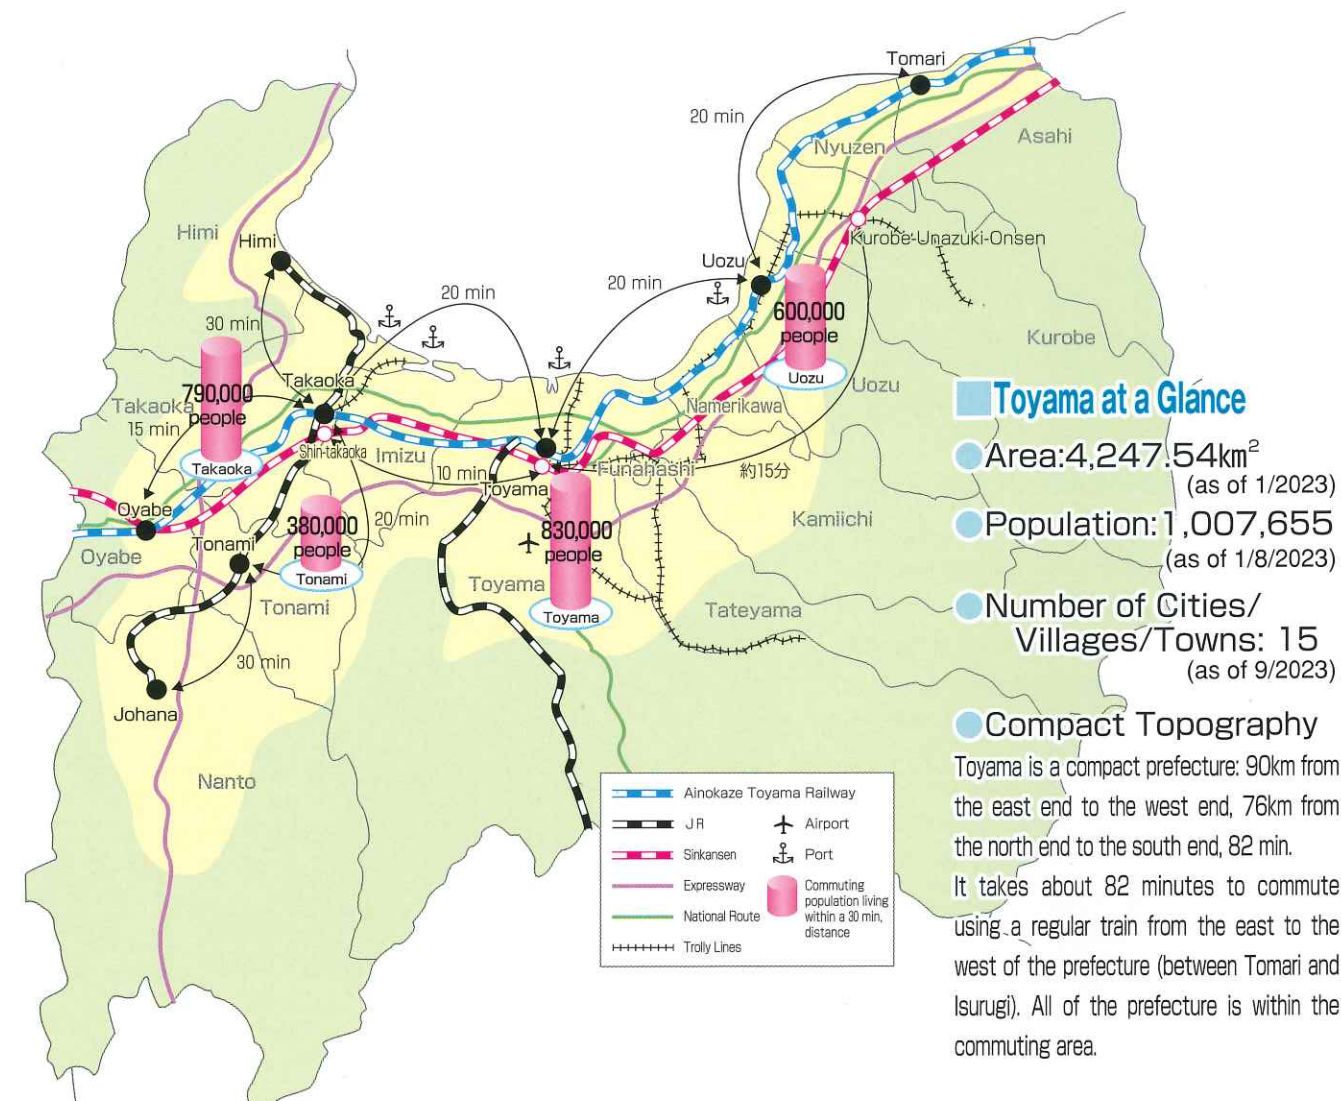 Tomari
20 min
Asahi
Nyuzen
Himi
Himi
Kurobe-Unazuki-Onsen
Uozu
20 min
20 min
30 min
600,000
people
Kurobe
Uozu
Uozu
Takaoka
790,000
people
Takaoka
15 min
Namerikawa
Shin-takaoka
Imizu
Takaoka
10 min
Toyama
Funahashi
約15分
Oyabe
380,000
people
20 min
830,000
people
Kamiichi
Tonami
Oyabe
Tonami
Tonami
Toyama
Toyama
Tateyama
30 min
Johana
Nanto
Toyama at a Glance
Area:4,247.54km²
(as of 1/2023)
Population:1,007,655
(as of 1/8/2023)
Number of Cities/
Villages/Towns: 15
(as of 9/2023)
Compact Topography
Toyama is a compact prefecture: 90km from
the east end to the west end, 76km from
the north end to the south end, 82 min.
It takes about 82 minutes to commute
using a regular train from the east to the
west of the prefecture (between Tomari and
Isurugi). All of the prefecture is within the
commuting area.
Ainokaze Toyama Railway
JR
Sinkansen
Expressway
National Route
Trolly Lines
Airport
Port
Commuting
population living
within a 30 min,
distance